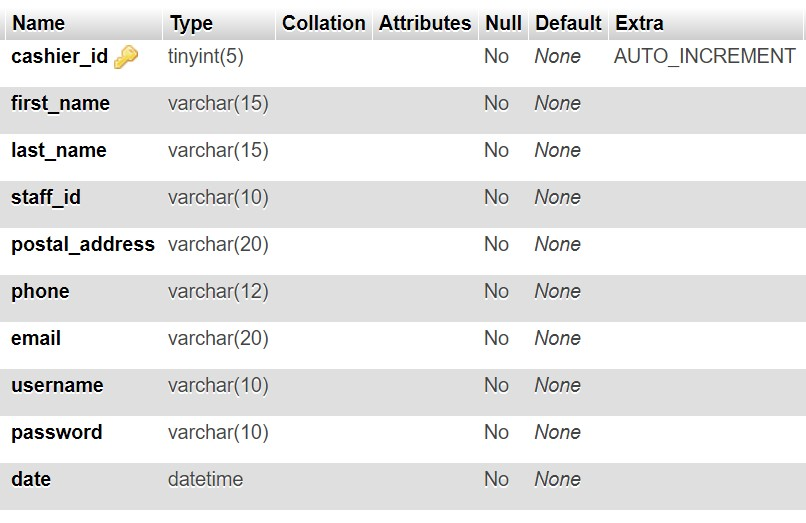 Name Type Collation Attributes Null Default Extra
cashier_id tinyint(5) No None AUTO_INCREMENT
first_name varchar(15) No None
last_name varchar(15) No None
staff_id varchar(10) No None
postal_address varchar(20) No None
phone varchar(12) No None
email varchar(20) No None
username varchar(10) No None
password varchar(10) No None
date datetime No None